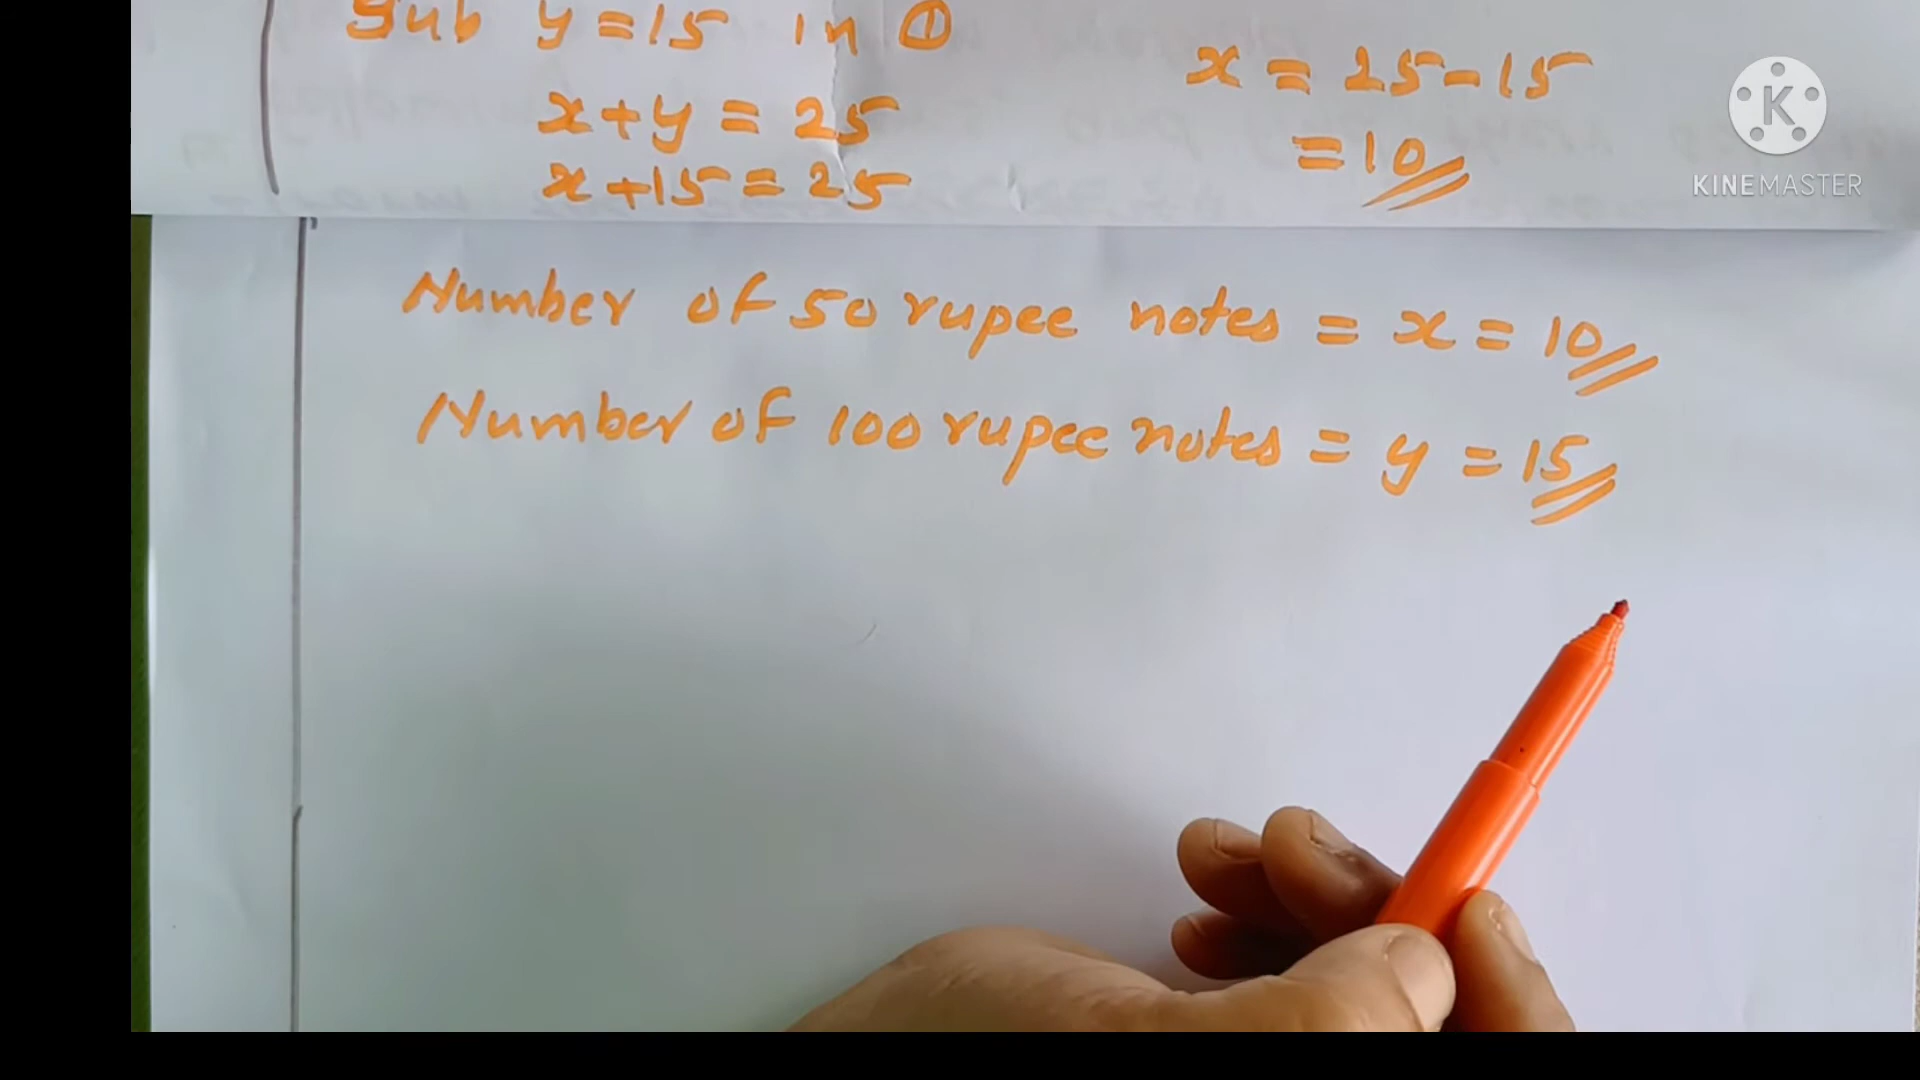 Sub y = 15 in ①
x + y = 25
x + 15 = 25
x = 25 - 15
= 10
K
KINEMASTER
Number of 50 rupee notes = x = 10
Number of 100 rupee notes = y = 15